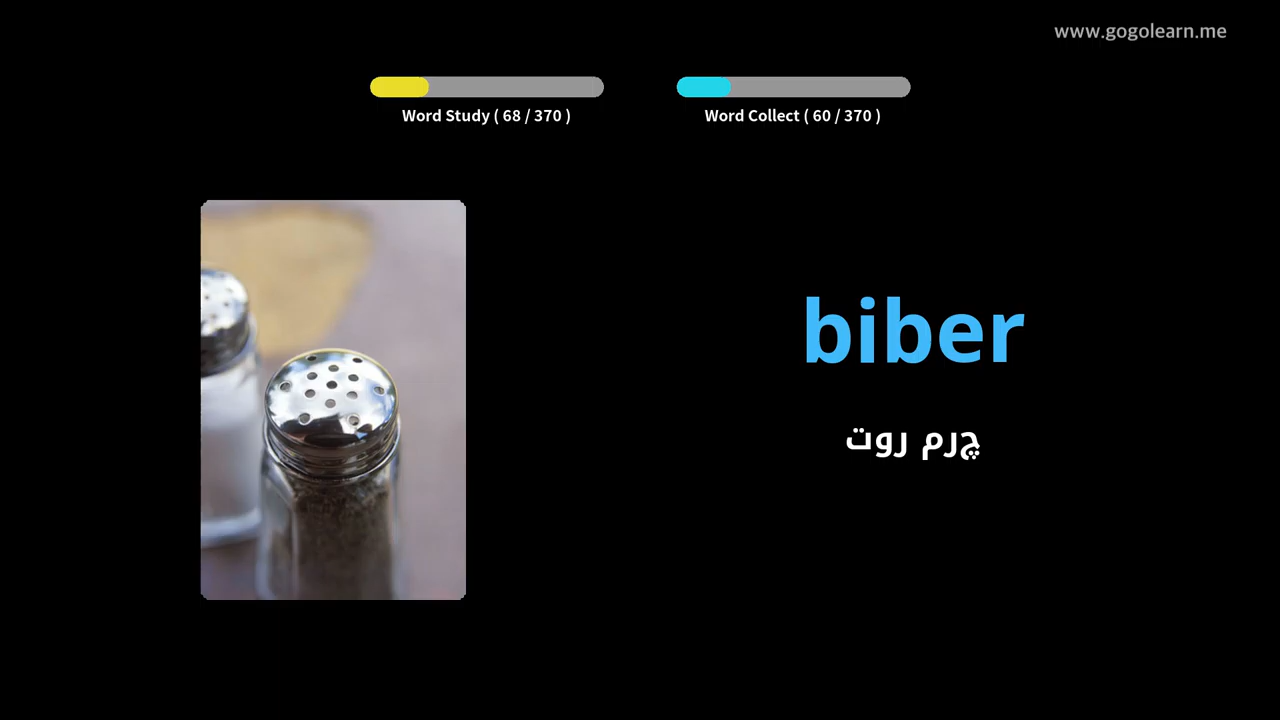 www.gogolearn.me
Word Study ( 68 / 370 )
Word Collect ( 60 / 370 )
biber
چرم روت